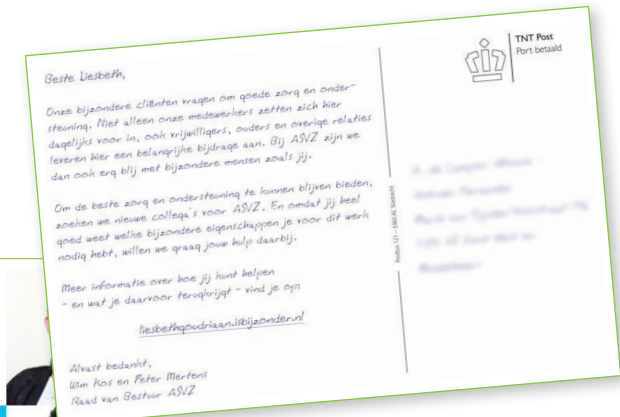 Beste Liesbeth,
Onze bijzondere cliënten vragen om goede zorg en onder-
steuning. Niet alleen onze medewerkers zetten zich hier
dagelijks voor in, ook vrijwilligers, ouders en overige relaties
leveren hier een belangrijke bijdrage aan. Bij ASVZ zijn we
dan ook erg blij met bijzondere mensen zoals jij.
Om de beste zorg en ondersteuning te kunnen blijven bieden,
zoeken we nieuwe collega's voor ASVZ. En omdat jij heel
goed weet welke bijzondere eigenschappen je voor dit werk
nodig hebt, willen we graag jouw hulp daarbij.
Meer informatie over hoe jij kunt helpen
- en wat je daarvoor terugkrijgt - vind je op:
liesbethgoudriaan.isbijzonder.nl
Alvast bedankt,
Wim Kos en Peter Mertens
Raad van Bestuur ASVZ
Postbus 121 - 3360 AC Sliedrecht
TNT Post
Port betaald